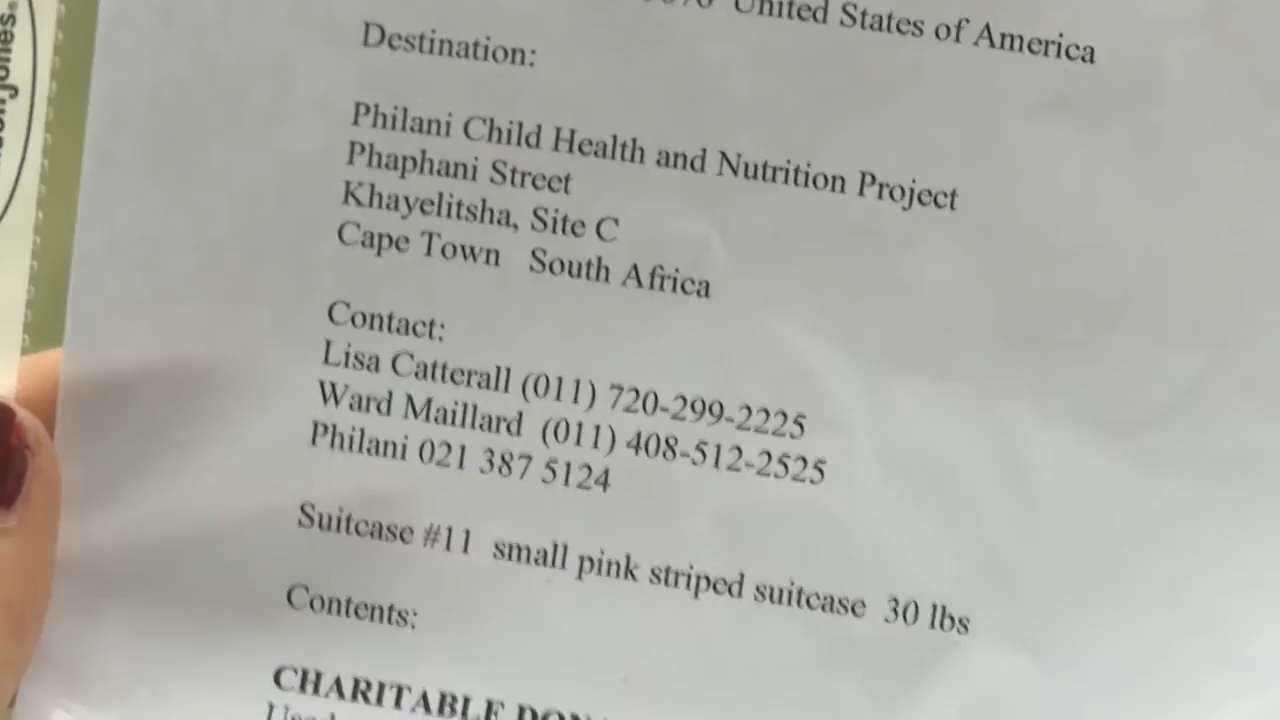 United States of America
Destination:
Philani Child Health and Nutrition Project
Phaphani Street
Khayelitsha, Site C
Cape Town South Africa
Contact:
Lisa Catterall (011) 720-299-2225
Ward Maillard (011) 408-512-2525
Philani 021 387 5124
Suitcase #11 small pink striped suitcase 30 lbs
Contents:
CHARITABLE